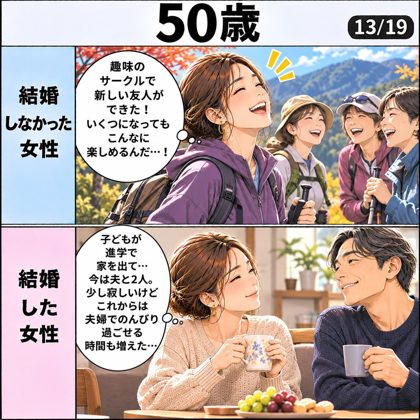 50歳
13/19
結婚
しなかった
女性
趣味の
サークルで
新しい友人が
できた！
いくつになっても
こんなに
楽しめるんだ…！
結婚
した
女性
子どもが
進学で
家を出て…
今は夫と2人。
少し寂しいけど
これからは
夫婦でのんびり
過ごせる
時間も増えた…